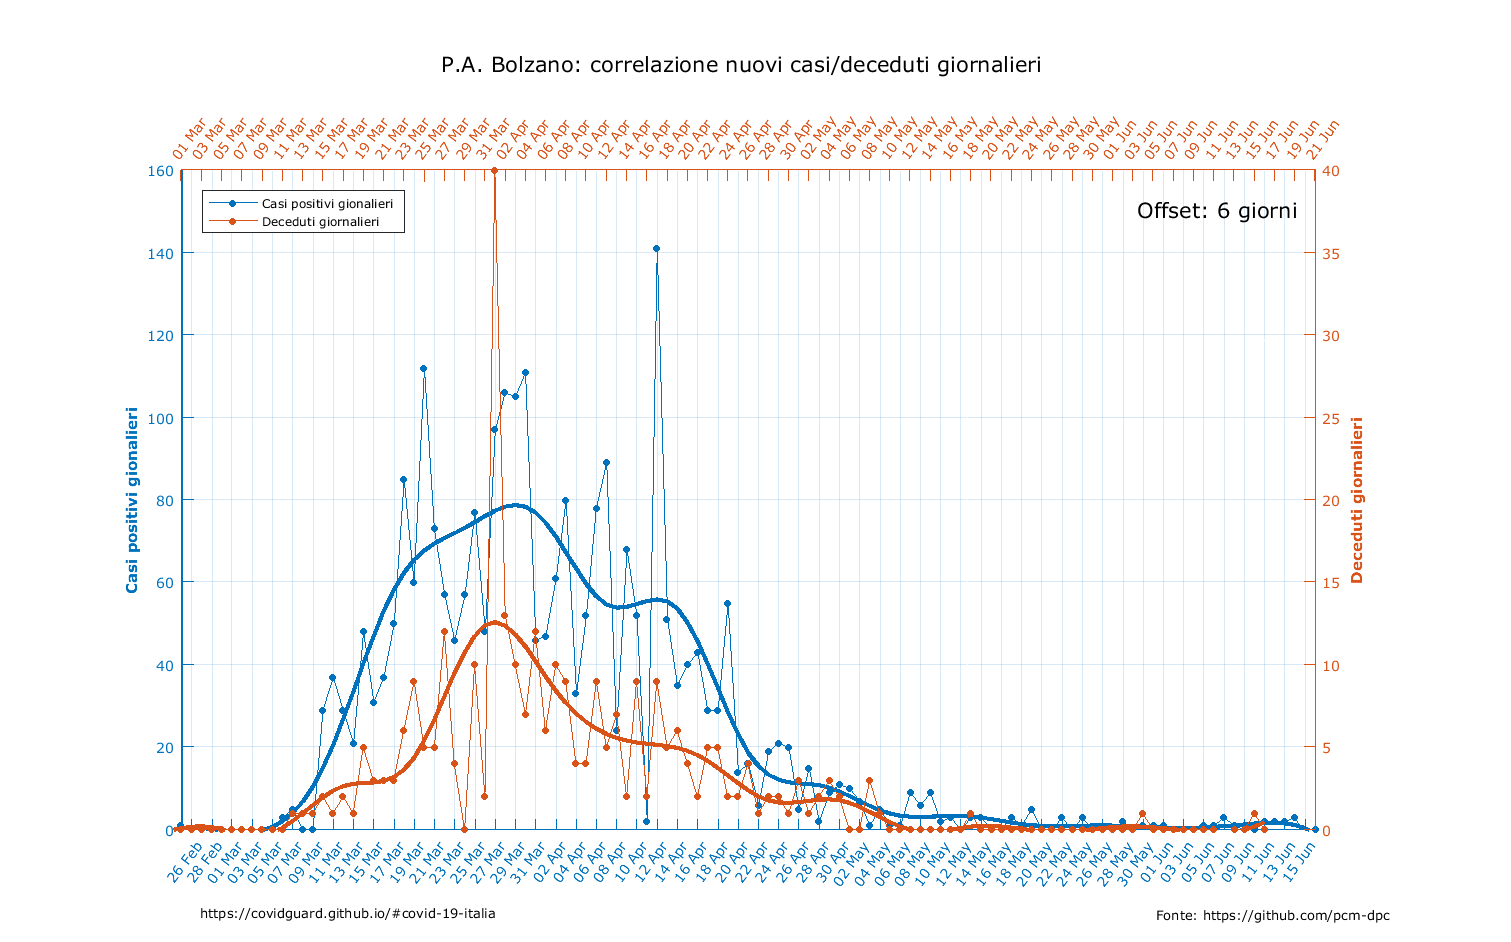 P.A. Bolzano: correlazione nuovi casi/deceduti giornalieri
01 Mar 03 Mar 05 Mar 07 Mar 09 Mar 11 Mar 13 Mar 15 Mar 17 Mar 19 Mar 21 Mar 23 Mar 25 Mar 27 Mar 29 Mar 31 Mar 02 Apr 04 Apr 06 Apr 08 Apr 10 Apr 12 Apr 14 Apr 16 Apr 18 Apr 20 Apr 22 Apr 24 Apr 26 Apr 28 Apr 30 Apr 02 May 04 May 06 May 08 May 10 May 12 May 14 May 16 May 18 May 20 May 22 May 24 May 26 May 28 May 30 May 01 Jun 03 Jun 05 Jun 07 Jun 09 Jun 11 Jun 13 Jun 15 Jun 17 Jun 19 Jun 21 Jun
Casi positivi gionalieri
Deceduti giornalieri
Offset: 6 giorni
160
140
120
100
80
60
40
20
0
Casi positivi gionalieri
40
35
30
25
20
15
10
5
0
Deceduti giornalieri
26 Feb 28 Feb 01 Mar 03 Mar 05 Mar 07 Mar 09 Mar 11 Mar 13 Mar 15 Mar 17 Mar 19 Mar 21 Mar 23 Mar 25 Mar 27 Mar 29 Mar 31 Mar 02 Apr 04 Apr 06 Apr 08 Apr 10 Apr 12 Apr 14 Apr 16 Apr 18 Apr 20 Apr 22 Apr 24 Apr 26 Apr 28 Apr 30 Apr 02 May 04 May 06 May 08 May 10 May 12 May 14 May 16 May 18 May 20 May 22 May 24 May 26 May 28 May 30 May 01 Jun 03 Jun 05 Jun 07 Jun 09 Jun 11 Jun 13 Jun 15 Jun
https://covidguard.github.io/#covid-19-italia
Fonte: https://github.com/pcm-dpc